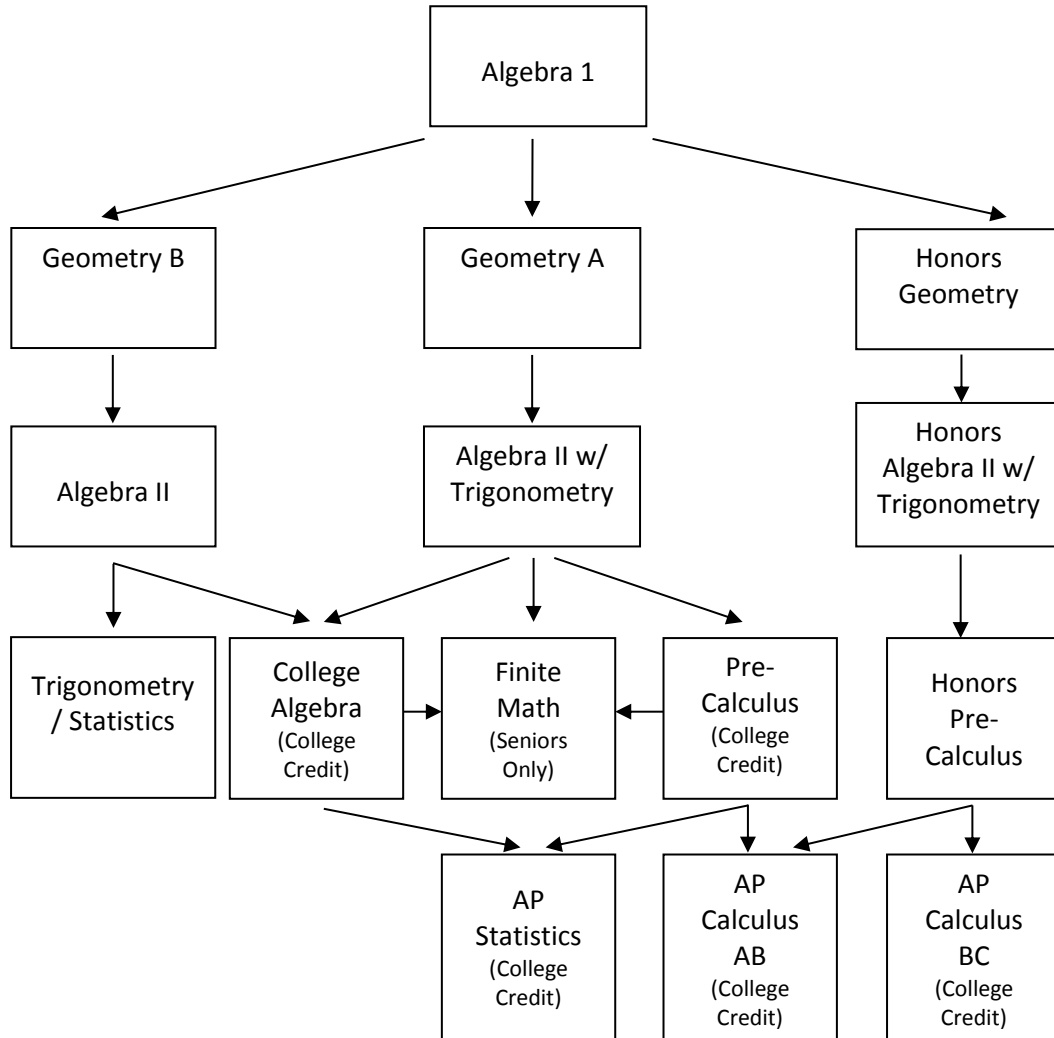 Algebra 1
Geometry B
Geometry A
Honors
Geometry
Algebra II
Algebra II w/
Trigonometry
Honors
Algebra II w/
Trigonometry
Trigonometry
/ Statistics
College
Algebra
(College
Credit)
Finite
Math
(Seniors
Only)
Pre-
Calculus
(College
Credit)
Honors
Pre-
Calculus
AP
Statistics
(College
Credit)
AP
Calculus
AB
(College
Credit)
AP
Calculus
BC
(College
Credit)